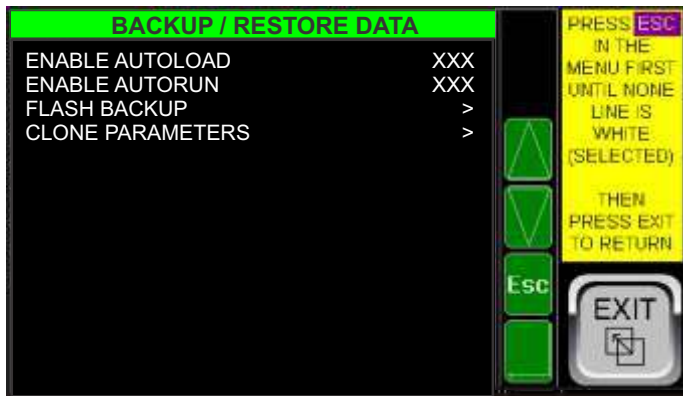 BACKUP / RESTORE DATA
ENABLE AUTOLOAD XXX
ENABLE AUTORUN XXX
FLASH BACKUP >
CLONE PARAMETERS >
Esc
PRESS ESC
IN THE
MENU FIRST
UNTIL NONE
LINE IS
WHITE
(SELECTED)
THEN
PRESS EXIT
TO RETURN
EXIT